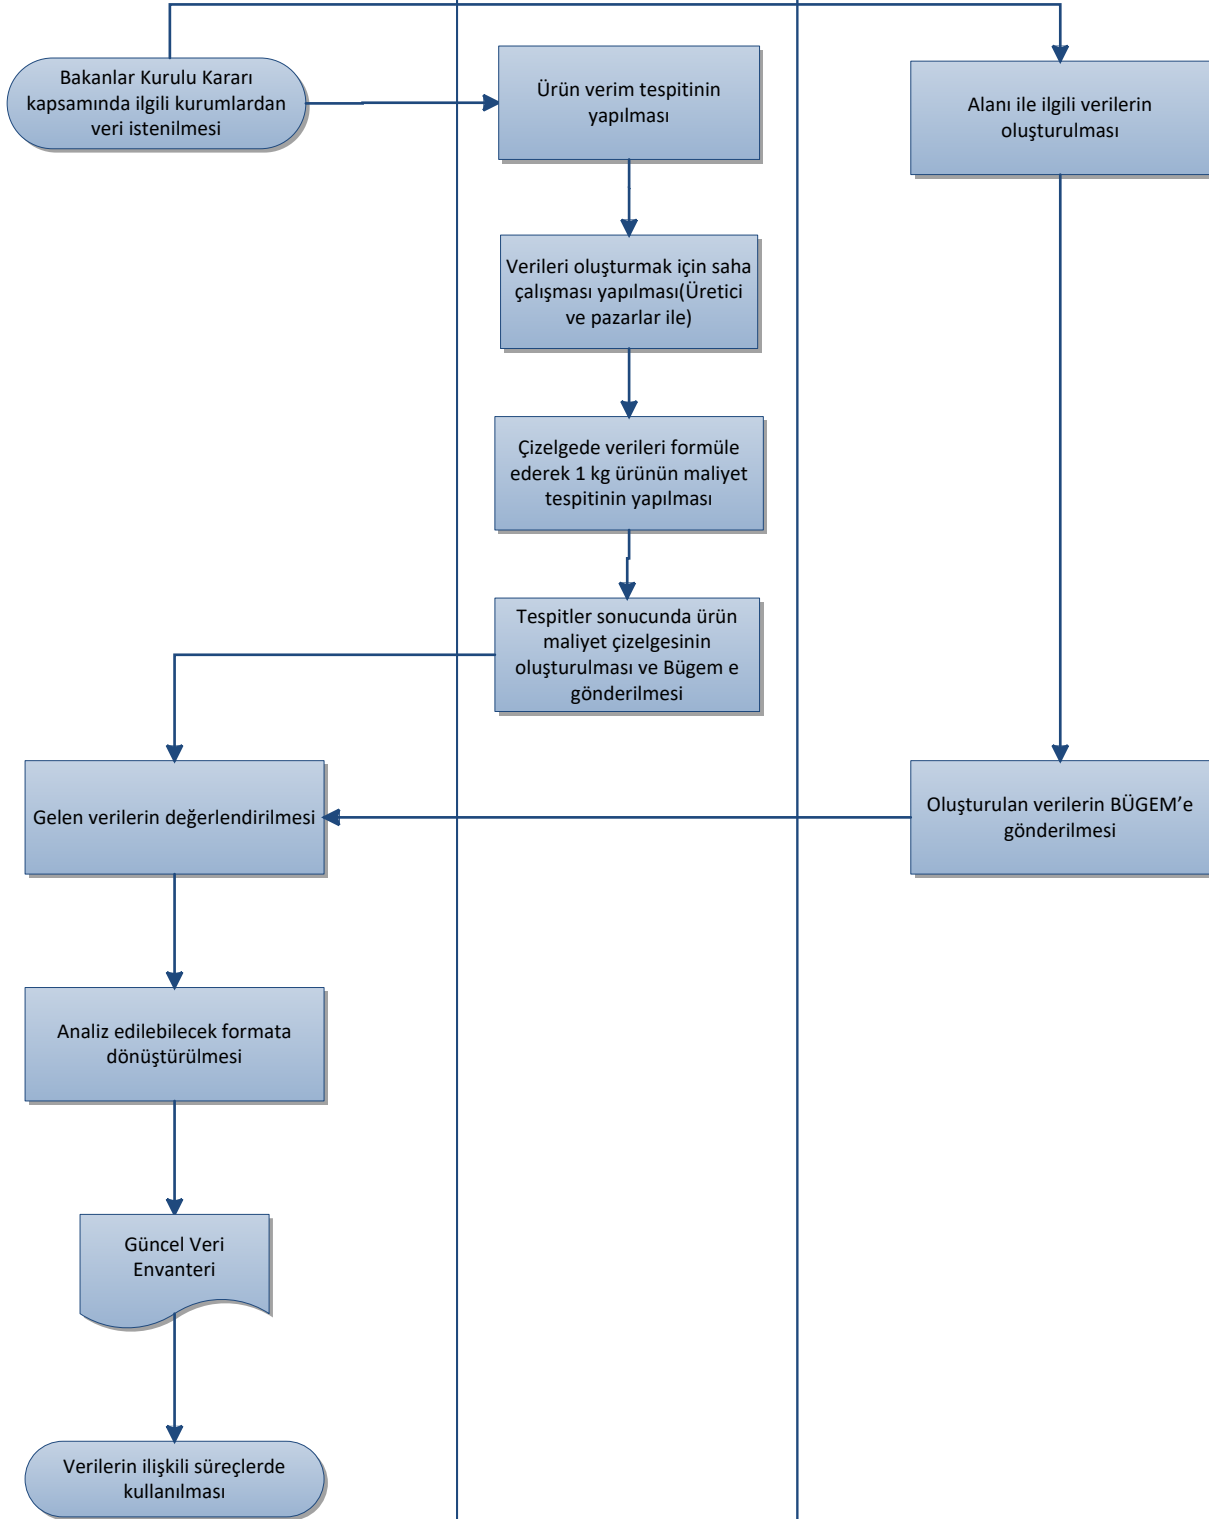 Bakanlar Kurulu Kararı
kapsamında ilgili kurumlardan
veri istenilmesi
Ürün verim tespitinin
yapılması
Alanı ile ilgili verilerin
oluşturulması
Verileri oluşturmak için saha
çalışması yapılması(Üretici
ve pazarlar ile)
Çizelgede verileri formüle
ederek 1 kg ürünün maliyet
tespitinin yapılması
Tespitler sonucunda ürün
maliyet çizelgesinin
oluşturulması ve Bügem e
gönderilmesi
Gelen verilerin değerlendirilmesi
Oluşturulan verilerin BÜGEM’e
gönderilmesi
Analiz edilebilecek formata
dönüştürülmesi
Güncel Veri
Envanteri
Verilerin ilişkili süreçlerde
kullanılması